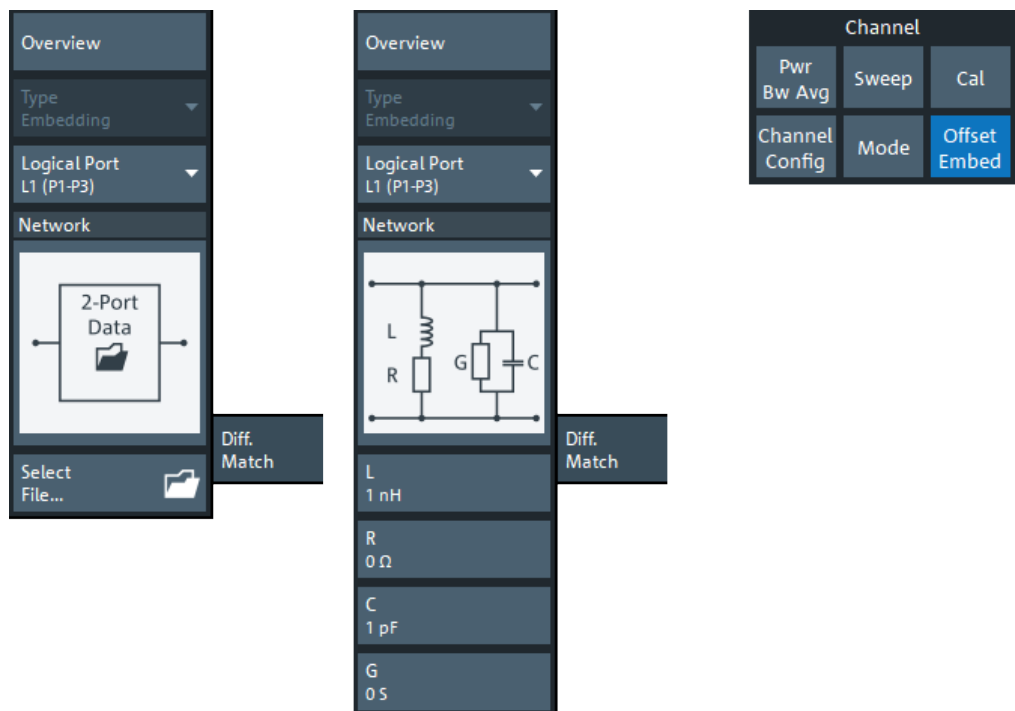 Overview
Type
Embedding
Logical Port
L1 (P1-P3)
Network
2-Port
Data
Select
File...
Diff.
Match
Overview
Type
Embedding
Logical Port
L1 (P1-P3)
Network
L
R
G
C
L
1 nH
R
0 Ω
C
1 pF
G
0 S
Diff.
Match
Channel
Pwr
Bw Avg
Sweep
Cal
Channel
Config
Mode
Offset
Embed